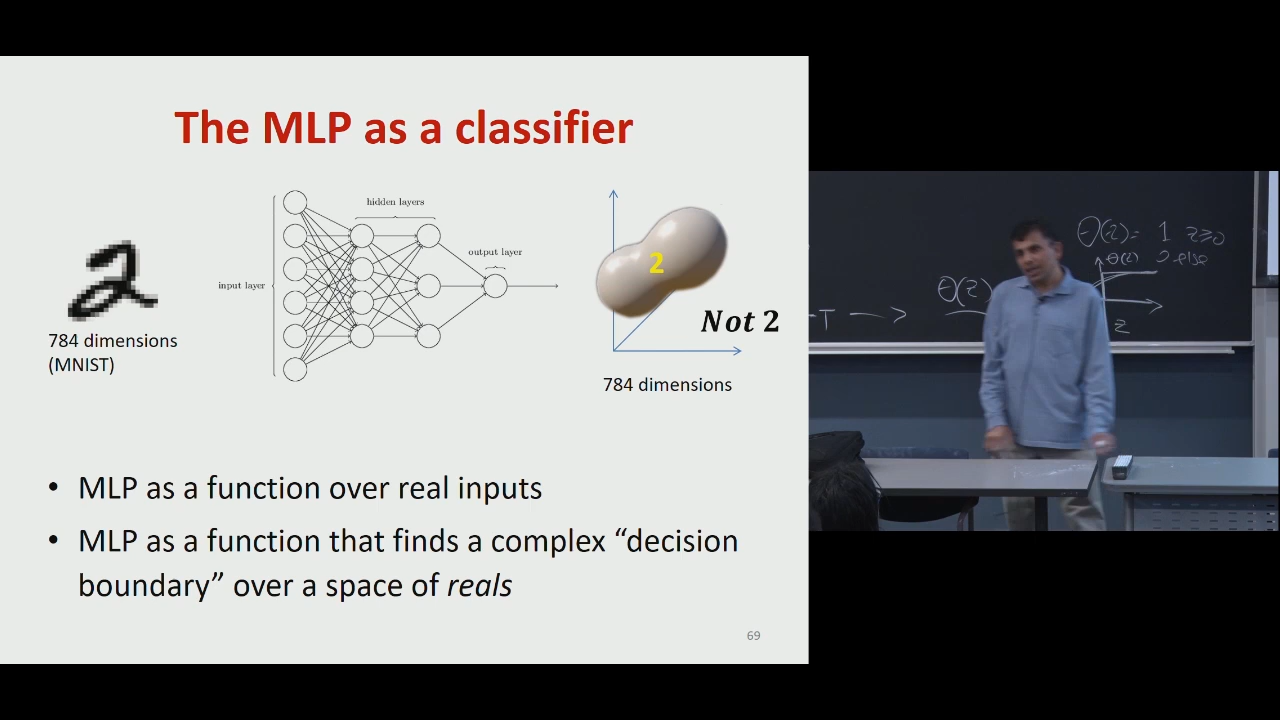 The MLP as a classifier
hidden layers
output layer
input layer
2
Not 2
784 dimensions
(MNIST)
784 dimensions
• MLP as a function over real inputs
• MLP as a function that finds a complex “decision
boundary” over a space of reals
69
Θ(z)= 1 z≥0
0 else
Θ(z)
Θ(z)
-T →
z